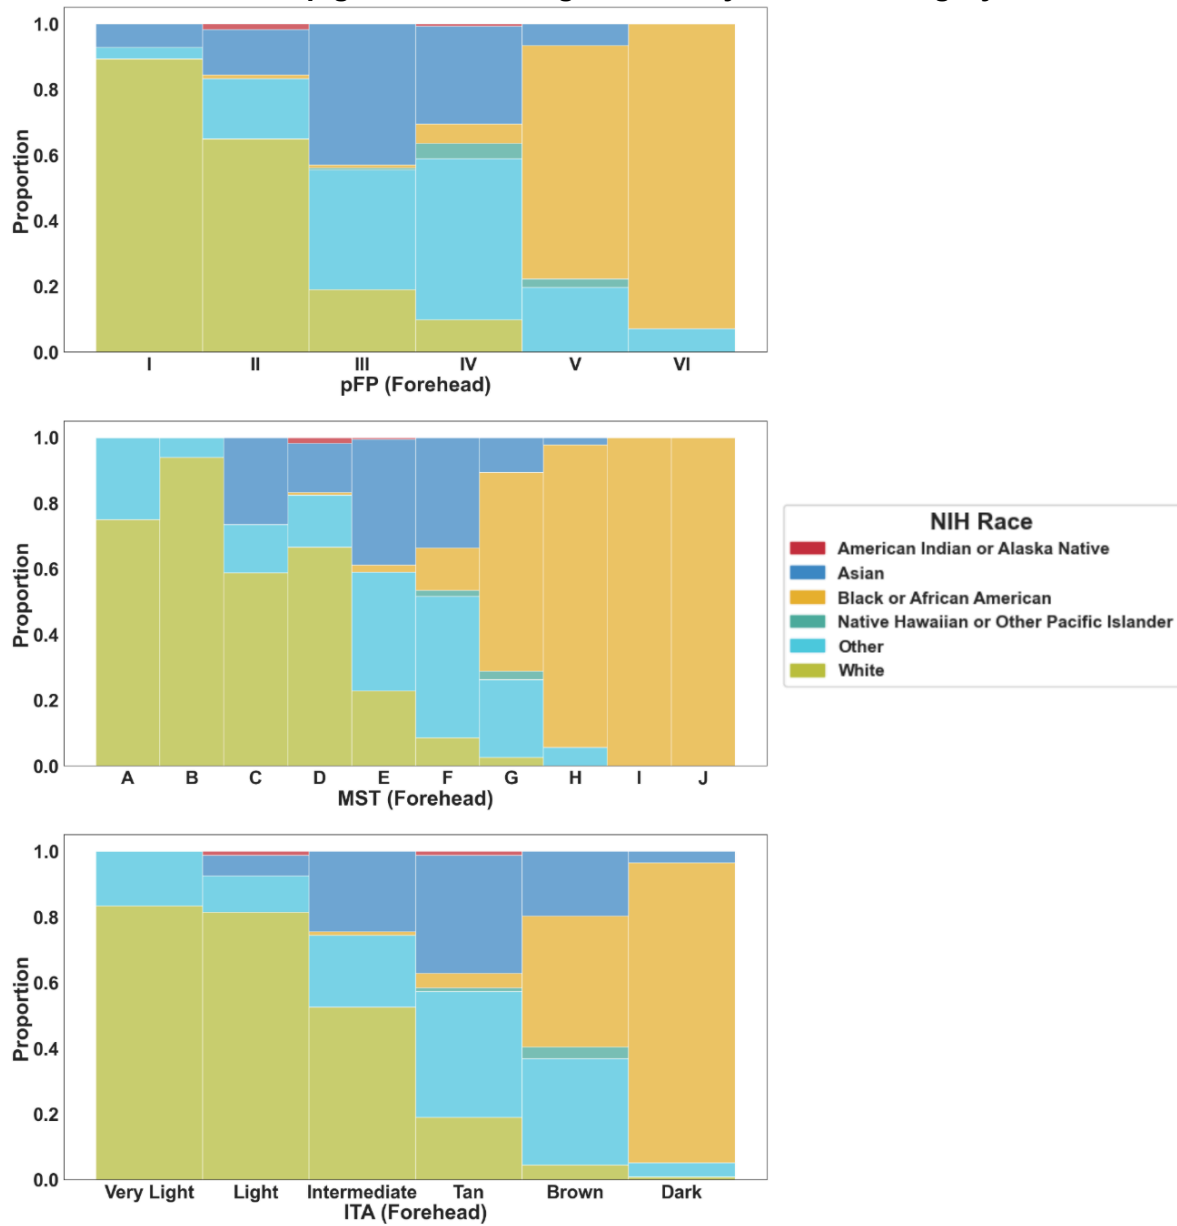 1.0
0.8
0.6
0.4
0.2
0.0
Proportion
I II III IV V VI
pFP (Forehead)
1.0
0.8
0.6
0.4
0.2
0.0
Proportion
A B C D E F G H I J
MST (Forehead)
NIH Race
American Indian or Alaska Native
Asian
Black or African American
Native Hawaiian or Other Pacific Islander
Other
White
1.0
0.8
0.6
0.4
0.2
0.0
Proportion
Very Light Light Intermediate Tan Brown Dark
ITA (Forehead)